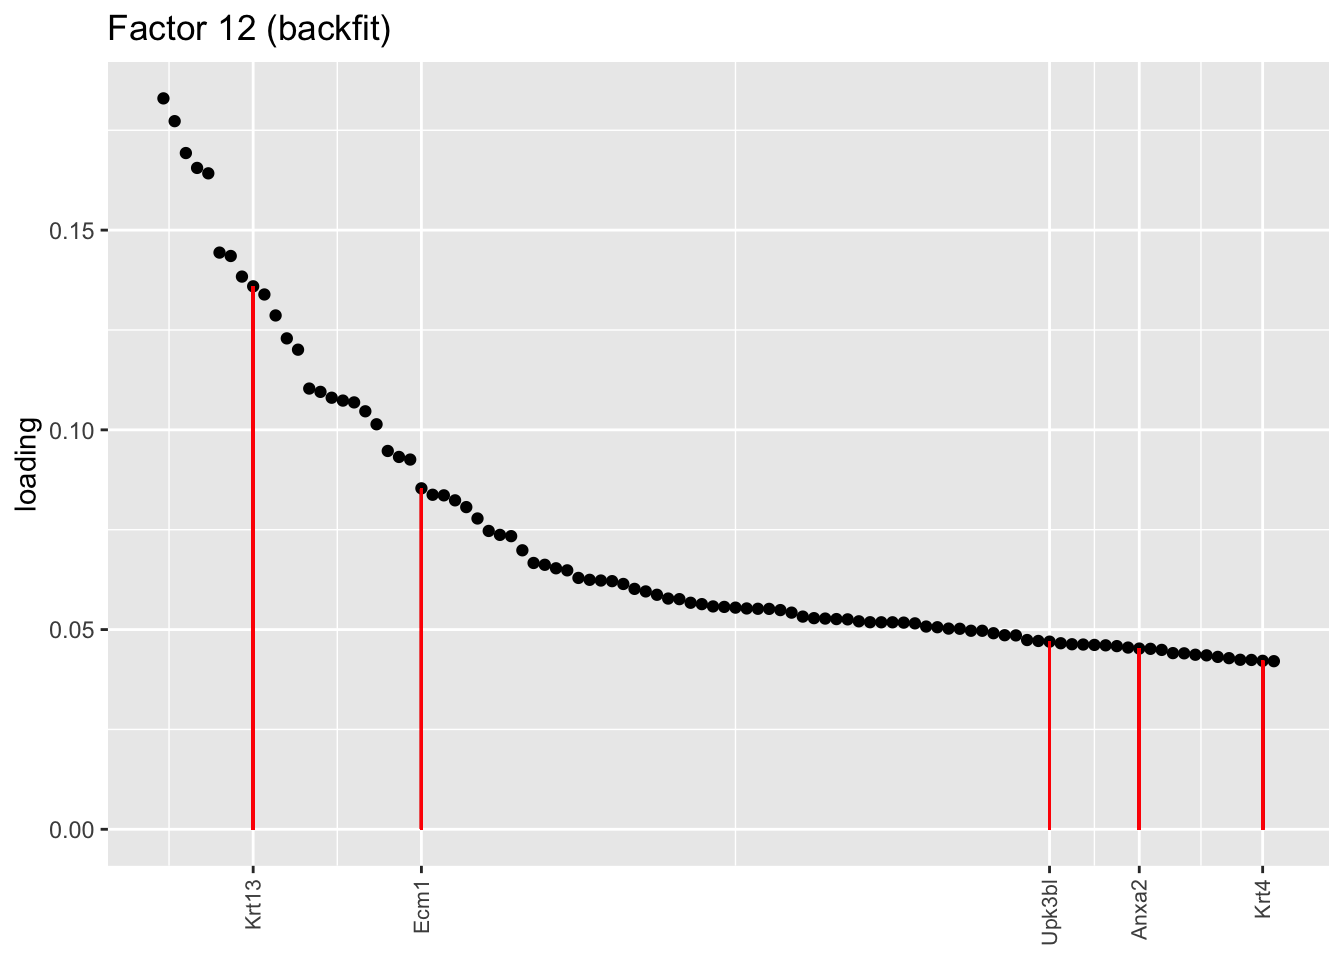 Factor 12 (backfit)
loading
0.15
0.10
0.05
0.00
Krt13
Ecm1
Upk3bl
Anxa2
Krt4